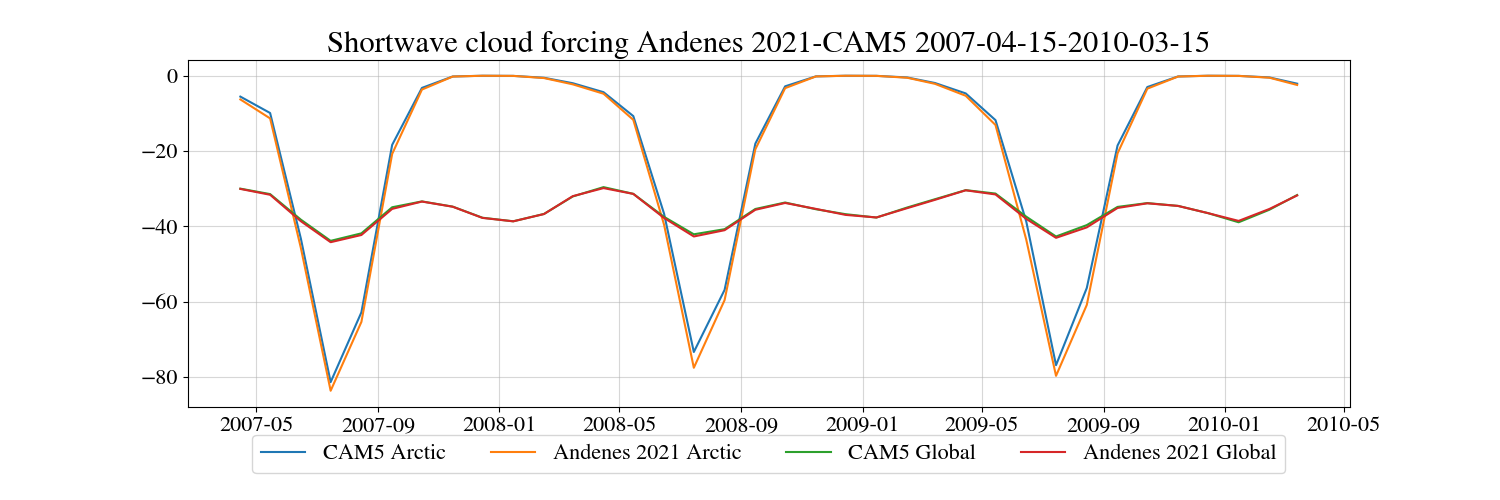 Shortwave cloud forcing Andenes 2021-CAM5 2007-04-15-2010-03-15
0
−20
−40
−60
−80
2007-05 2007-09 2008-01 2008-05 2008-09 2009-01 2009-05 2009-09 2010-01 2010-05
CAM5 Arctic Andenes 2021 Arctic CAM5 Global Andenes 2021 Global